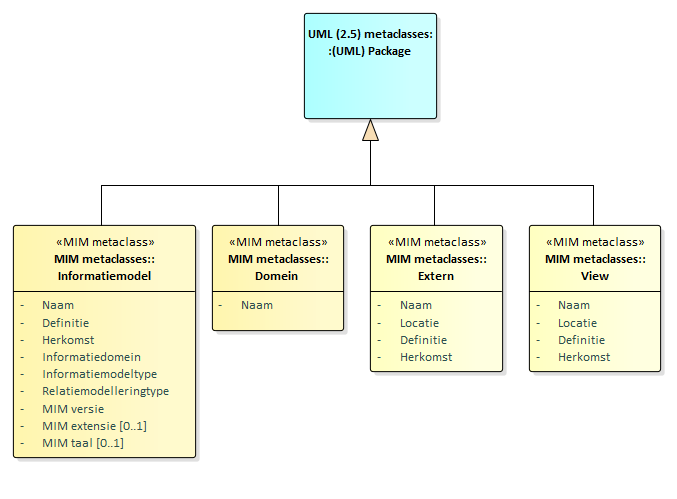 UML (2.5) metaclasses:
:(UML) Package
«MIM metaclass»
MIM metaclasses::
Informatiemodel
- Naam
- Definitie
- Herkomst
- Informatiedomein
- Informatiemodeltype
- Relatiemodelleringtype
- MIM versie
- MIM extensie [0..1]
- MIM taal [0..1]
«MIM metaclass»
MIM metaclasses::
Domein
- Naam
«MIM metaclass»
MIM metaclasses::
Extern
- Naam
- Locatie
- Definitie
- Herkomst
«MIM metaclass»
MIM metaclasses::
View
- Naam
- Locatie
- Definitie
- Herkomst